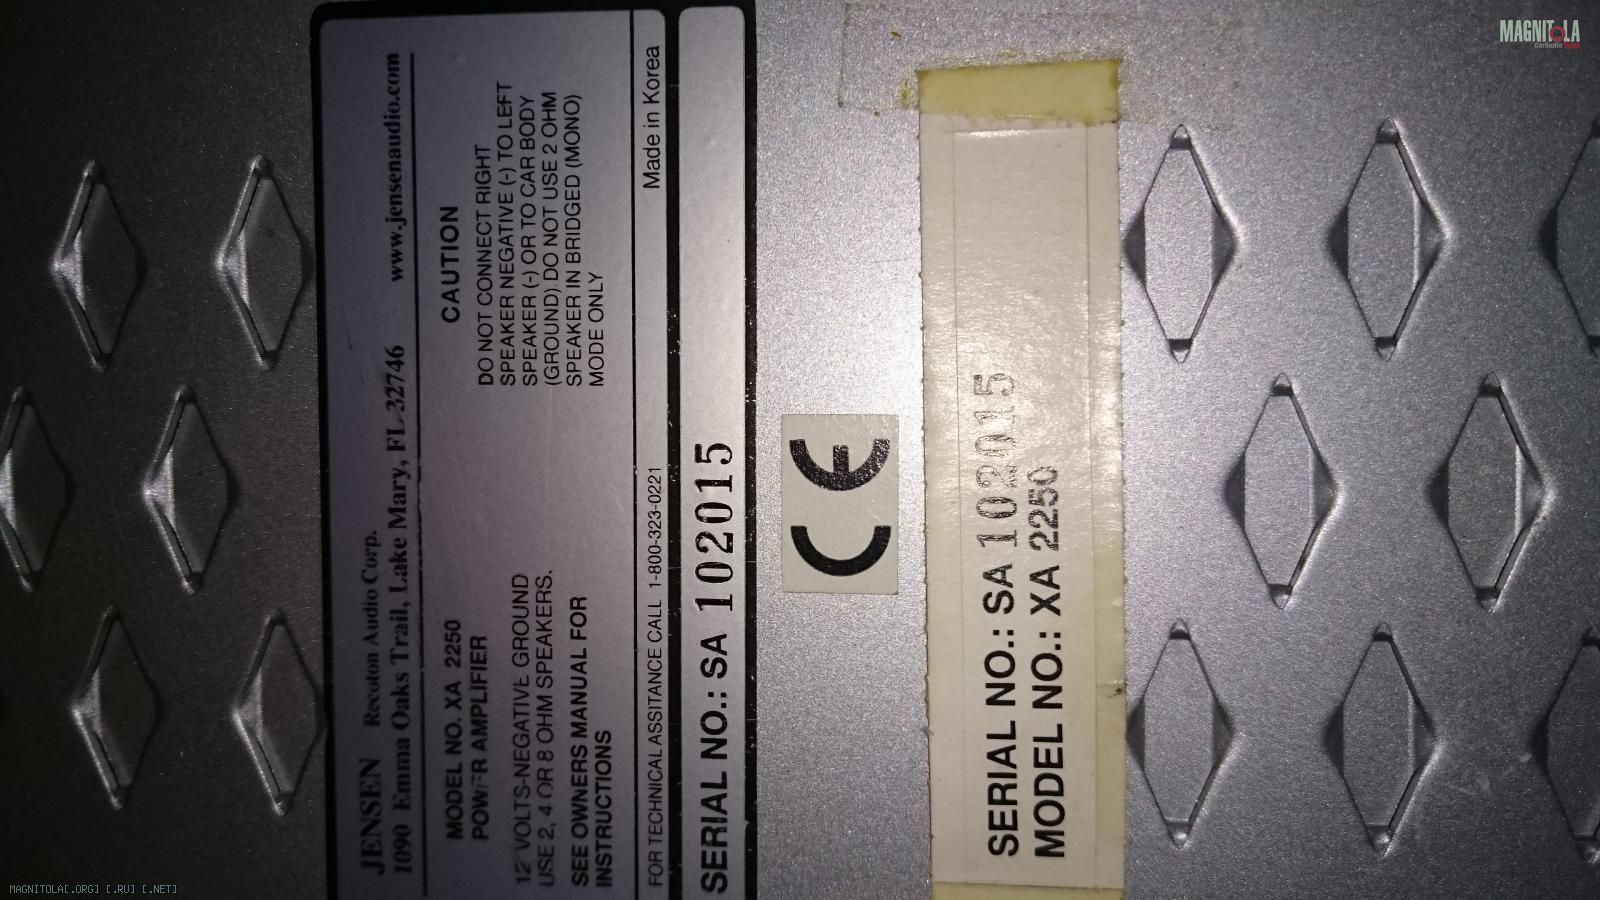 JENSEN Recoton Audio Corp.
1090 Emma Oaks Trail, Lake Mary, FL 32746 www.jensenaudio.com
MODEL NO. XA 2250
POWER AMPLIFIER
12 VOLTS-NEGATIVE GROUND
USE 2, 4 OR 8 OHM SPEAKERS.
SEE OWNERS MANUAL FOR
INSTRUCTIONS
CAUTION
DO NOT CONNECT RIGHT
SPEAKER NEGATIVE (-) TO LEFT
SPEAKER (-) OR TO CAR BODY
(GROUND). DO NOT USE 2 OHM
SPEAKER IN BRIDGED (MONO)
MODE ONLY
FOR TECHNICAL ASSITANCE CALL 1-800-323-0221 Made in Korea
SERIAL NO.: SA 102015
CE
SERIAL NO.: SA 102015
MODEL NO.: XA 2250
MAGNITOLA
CarAudio Team
MAGNITOLA[.ORG] [.RU] [.NET]